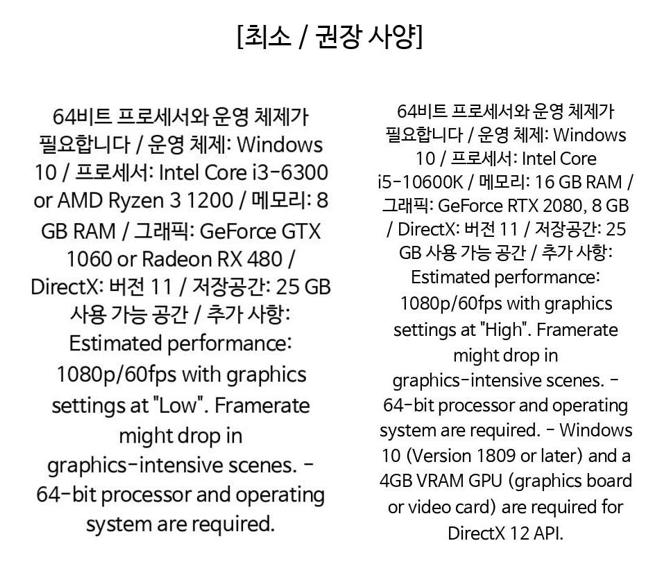 [최소 / 권장 사양]
64비트 프로세서와 운영 체제가
필요합니다 / 운영 체제: Windows
10 / 프로세서: Intel Core i3-6300
or AMD Ryzen 3 1200 / 메모리: 8
GB RAM / 그래픽: GeForce GTX
1060 or Radeon RX 480 /
DirectX: 버전 11 / 저장공간: 25 GB
사용 가능 공간 / 추가 사항:
Estimated performance:
1080p/60fps with graphics
settings at "Low". Framerate
might drop in
graphics-intensive scenes. -
64-bit processor and operating
system are required.
64비트 프로세서와 운영 체제가
필요합니다 / 운영 체제: Windows
10 / 프로세서: Intel Core
i5-10600K / 메모리: 16 GB RAM /
그래픽: GeForce RTX 2080, 8 GB
/ DirectX: 버전 11 / 저장공간: 25
GB 사용 가능 공간 / 추가 사항:
Estimated performance:
1080p/60fps with graphics
settings at "High". Framerate
might drop in
graphics-intensive scenes. -
64-bit processor and operating
system are required. - Windows
10 (Version 1809 or later) and a
4GB VRAM GPU (graphics board
or video card) are required for
DirectX 12 API.